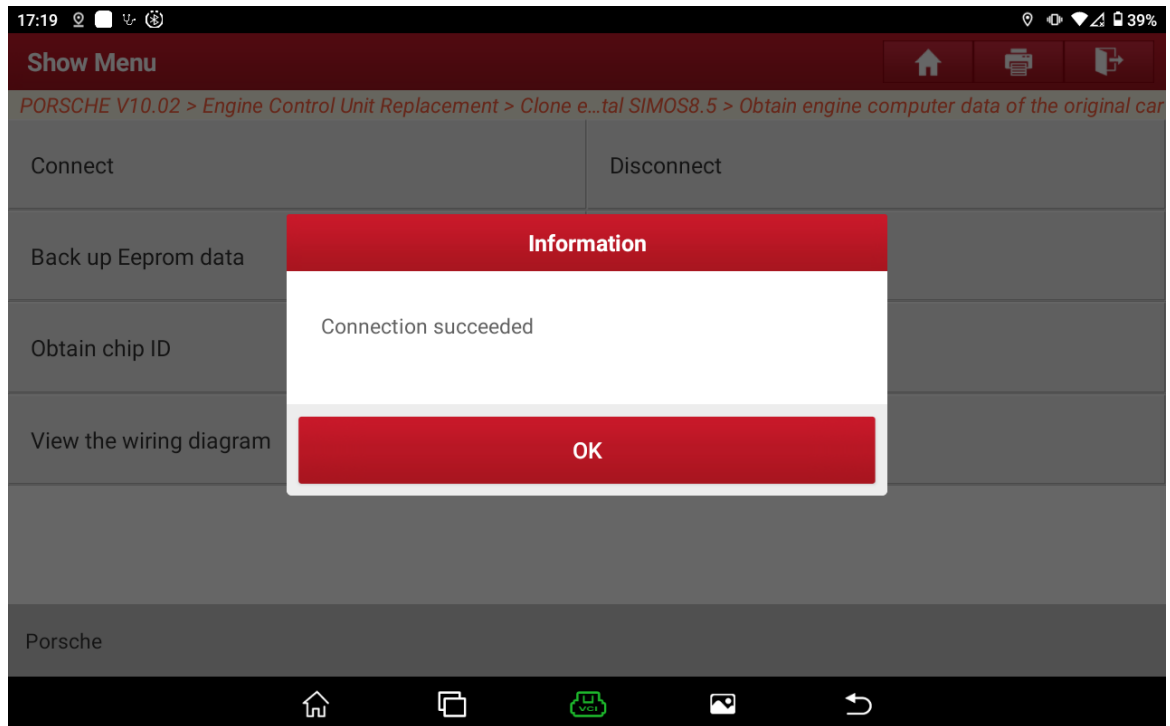 17:19 39%
Show Menu
PORSCHE V10.02 > Engine Control Unit Replacement > Clone e...tal SIMOS8.5 > Obtain engine computer data of the original car
Connect Disconnect
Information
Back up Eeprom data
Connection succeeded
Obtain chip ID
View the wiring diagram
OK
Porsche
VCI